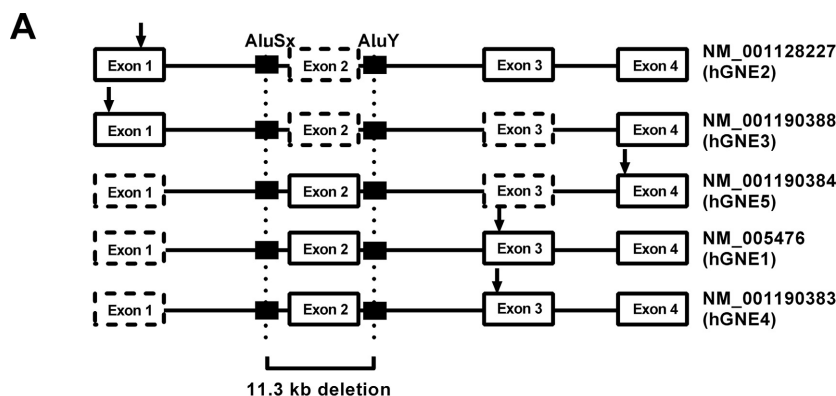 A
AluSx AluY
Exon 1 Exon 2 Exon 3 Exon 4 NM_001128227
(hGNE2)
Exon 1 Exon 2 Exon 3 Exon 4 NM_001190388
(hGNE3)
Exon 1 Exon 2 Exon 3 Exon 4 NM_001190384
(hGNE5)
Exon 1 Exon 2 Exon 3 Exon 4 NM_005476
(hGNE1)
Exon 1 Exon 2 Exon 3 Exon 4 NM_001190383
(hGNE4)
11.3 kb deletion